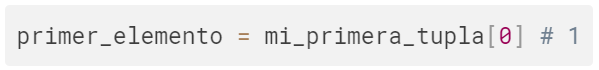 primer_elemento = mi_primera_tupla[0] # 1